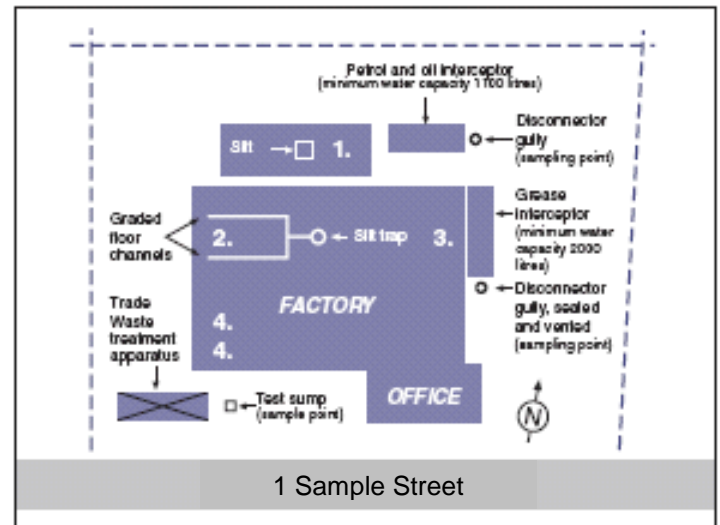 Petrol and oil interceptor
(minimum water capacity 1100 litres)
Silt
1.
Disconnector
gully
(sampling point)
Graded
floor
channels
2.
Silt trap
3.
Grease
interceptor
(minimum water
capacity 2000
litres)
FACTORY
Disconnector
gully, sealed
and vented
(sampling point)
Trade
Waste
treatment
apparatus
4.
4.
Test sump
(sample point)
OFFICE
N
1 Sample Street